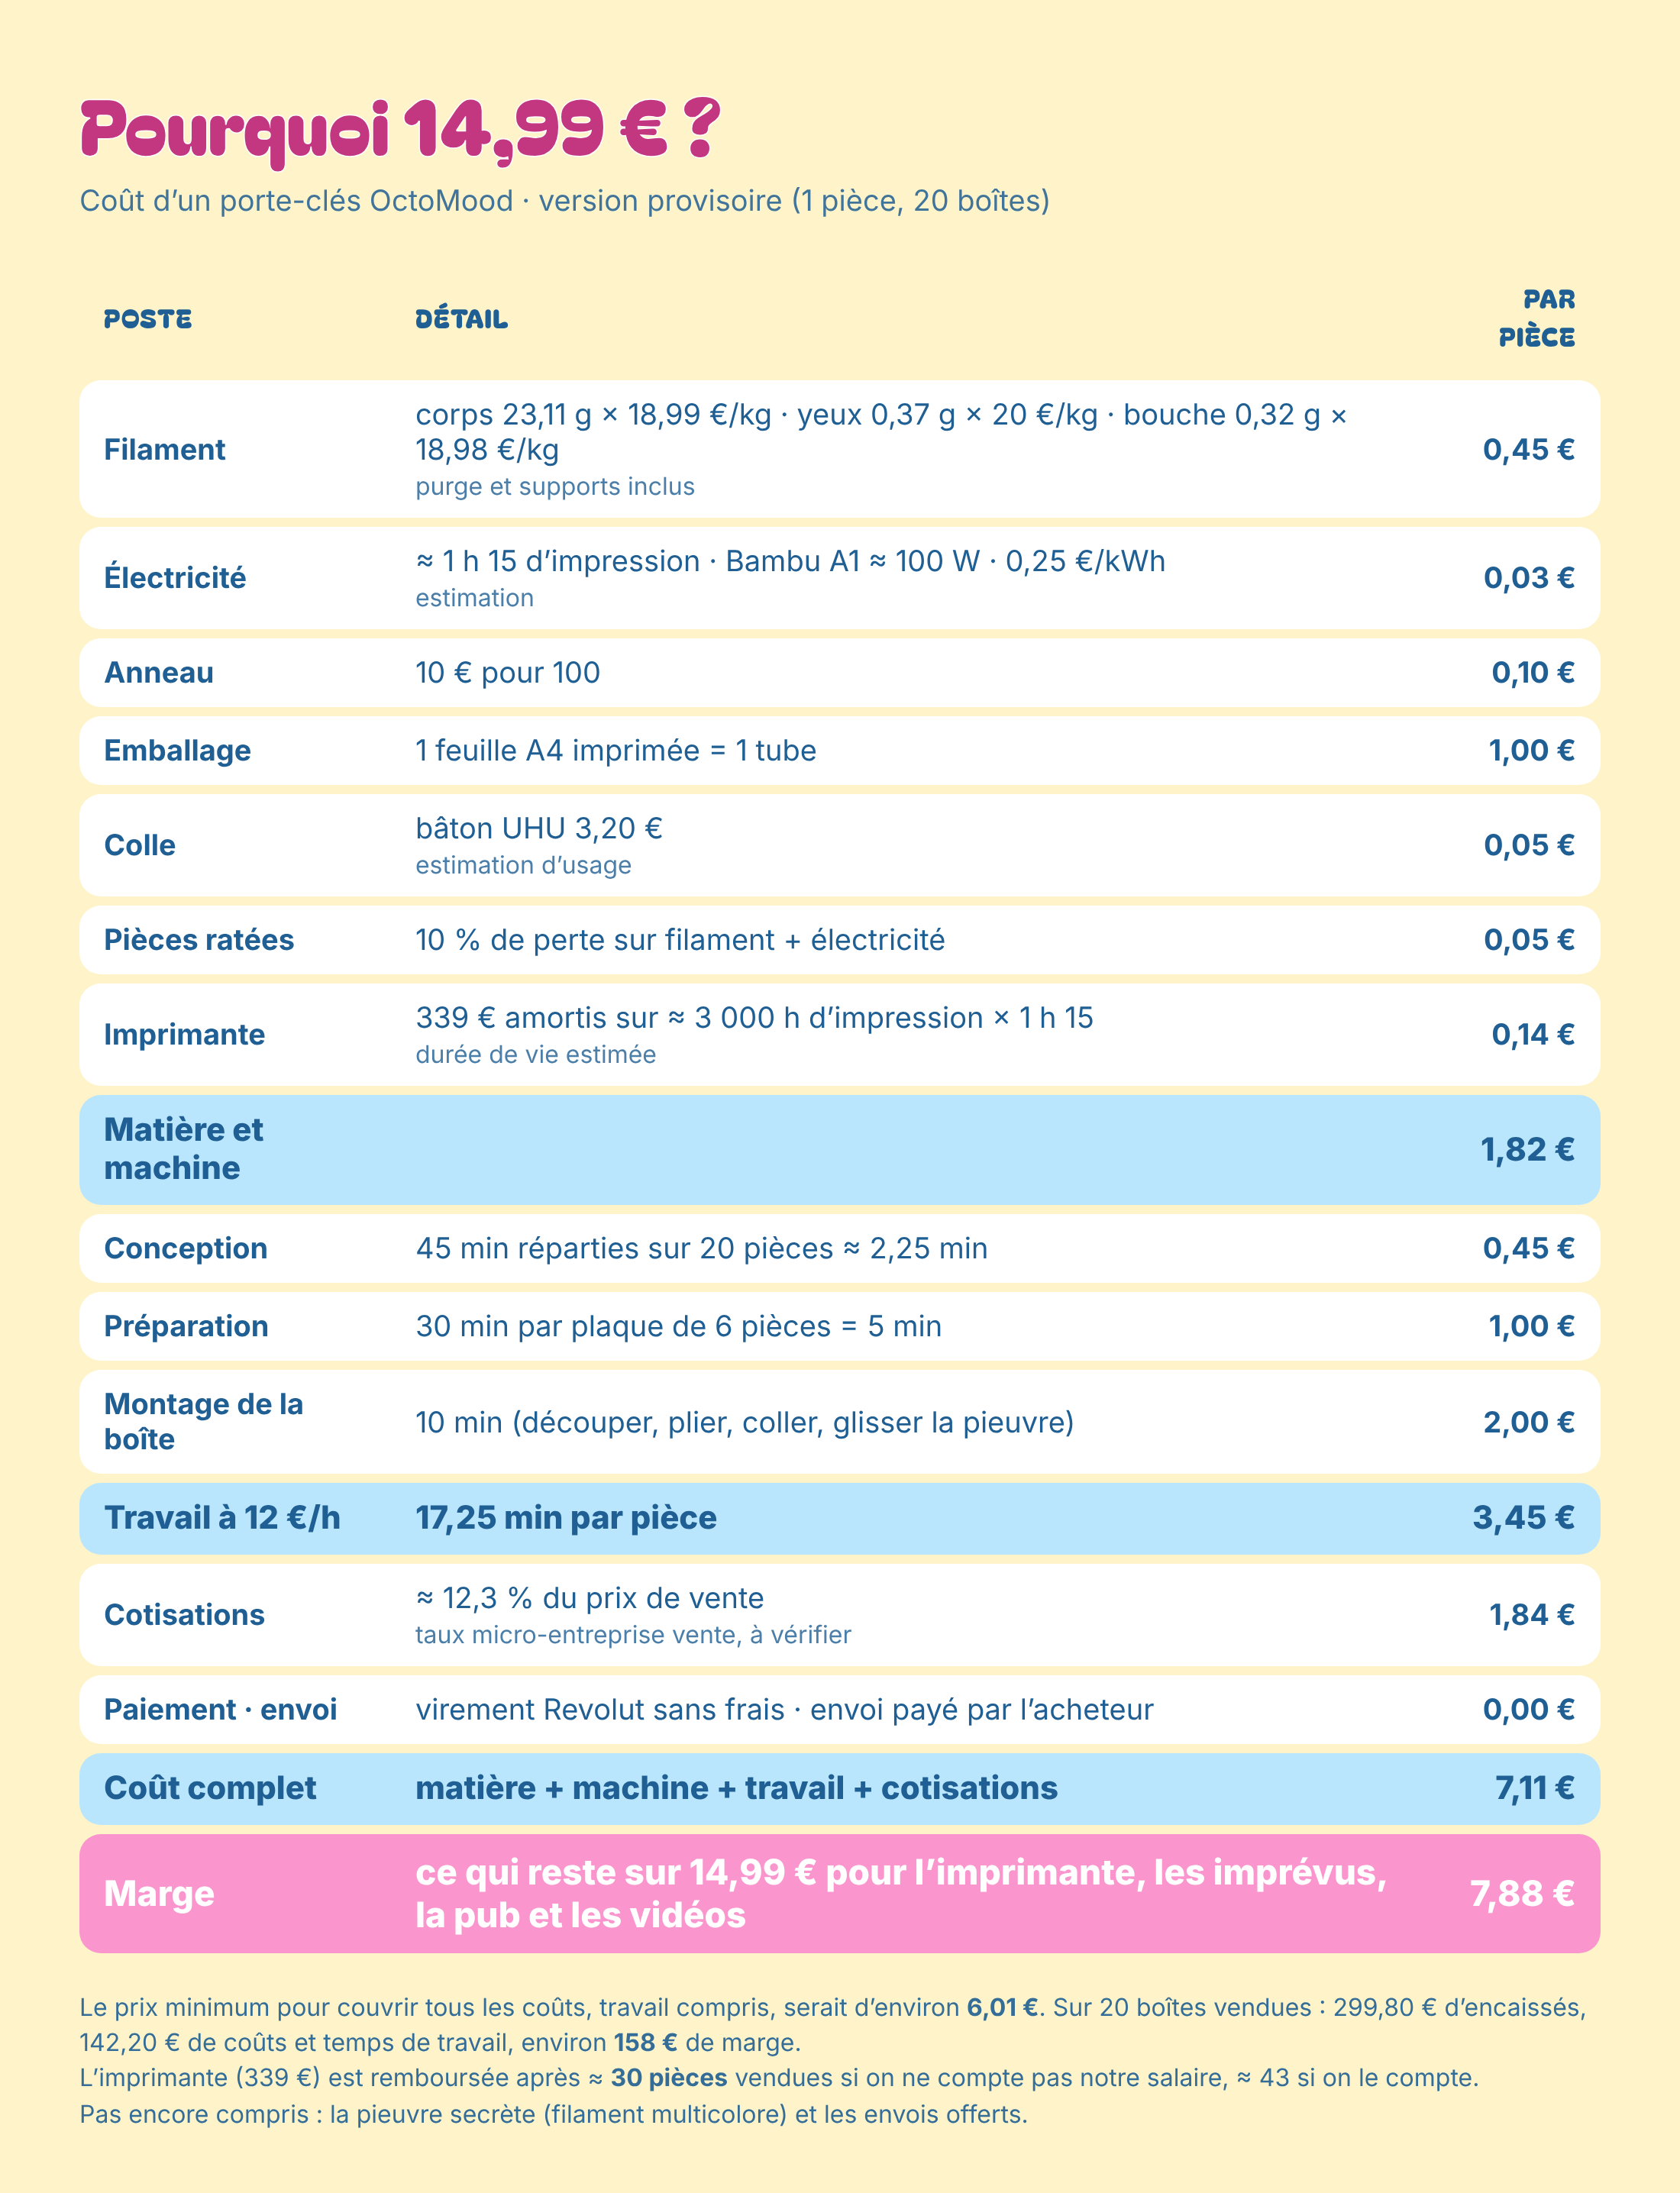 Pourquoi 14,99 € ?
Coût d’un porte-clés OctoMood · version provisoire (1 pièce, 20 boîtes)
POSTE DÉTAIL PAR
PIÈCE
Filament corps 23,11 g × 18,99 €/kg · yeux 0,37 g × 20 €/kg · bouche 0,32 g ×
18,98 €/kg 0,45 €
purge et supports inclus
Électricité ≈ 1 h 15 d’impression · Bambu A1 ≈ 100 W · 0,25 €/kWh 0,03 €
estimation
Anneau 10 € pour 100 0,10 €
Emballage 1 feuille A4 imprimée = 1 tube 1,00 €
Colle bâton UHU 3,20 € 0,05 €
estimation d’usage
Pièces ratées 10 % de perte sur filament + électricité 0,05 €
Imprimante 339 € amortis sur ≈ 3 000 h d’impression × 1 h 15 0,14 €
durée de vie estimée
Matière et
machine 1,82 €
Conception 45 min réparties sur 20 pièces ≈ 2,25 min 0,45 €
Préparation 30 min par plaque de 6 pièces = 5 min 1,00 €
Montage de la
boîte 10 min (découper, plier, coller, glisser la pieuvre) 2,00 €
Travail à 12 €/h 17,25 min par pièce 3,45 €
Cotisations ≈ 12,3 % du prix de vente 1,84 €
taux micro-entreprise vente, à vérifier
Paiement · envoi virement Revolut sans frais · envoi payé par l’acheteur 0,00 €
Coût complet matière + machine + travail + cotisations 7,11 €
Marge ce qui reste sur 14,99 € pour l’imprimante, les imprévus,
la pub et les vidéos 7,88 €
Le prix minimum pour couvrir tous les coûts, travail compris, serait d’environ 6,01 €. Sur 20 boîtes vendues : 299,80 € d’encaissés,
142,20 € de coûts et temps de travail, environ 158 € de marge.
L’imprimante (339 €) est remboursée après ≈ 30 pièces vendues si on ne compte pas notre salaire, ≈ 43 si on le compte.
Pas encore compris : la pieuvre secrète (filament multicolore) et les envois offerts.